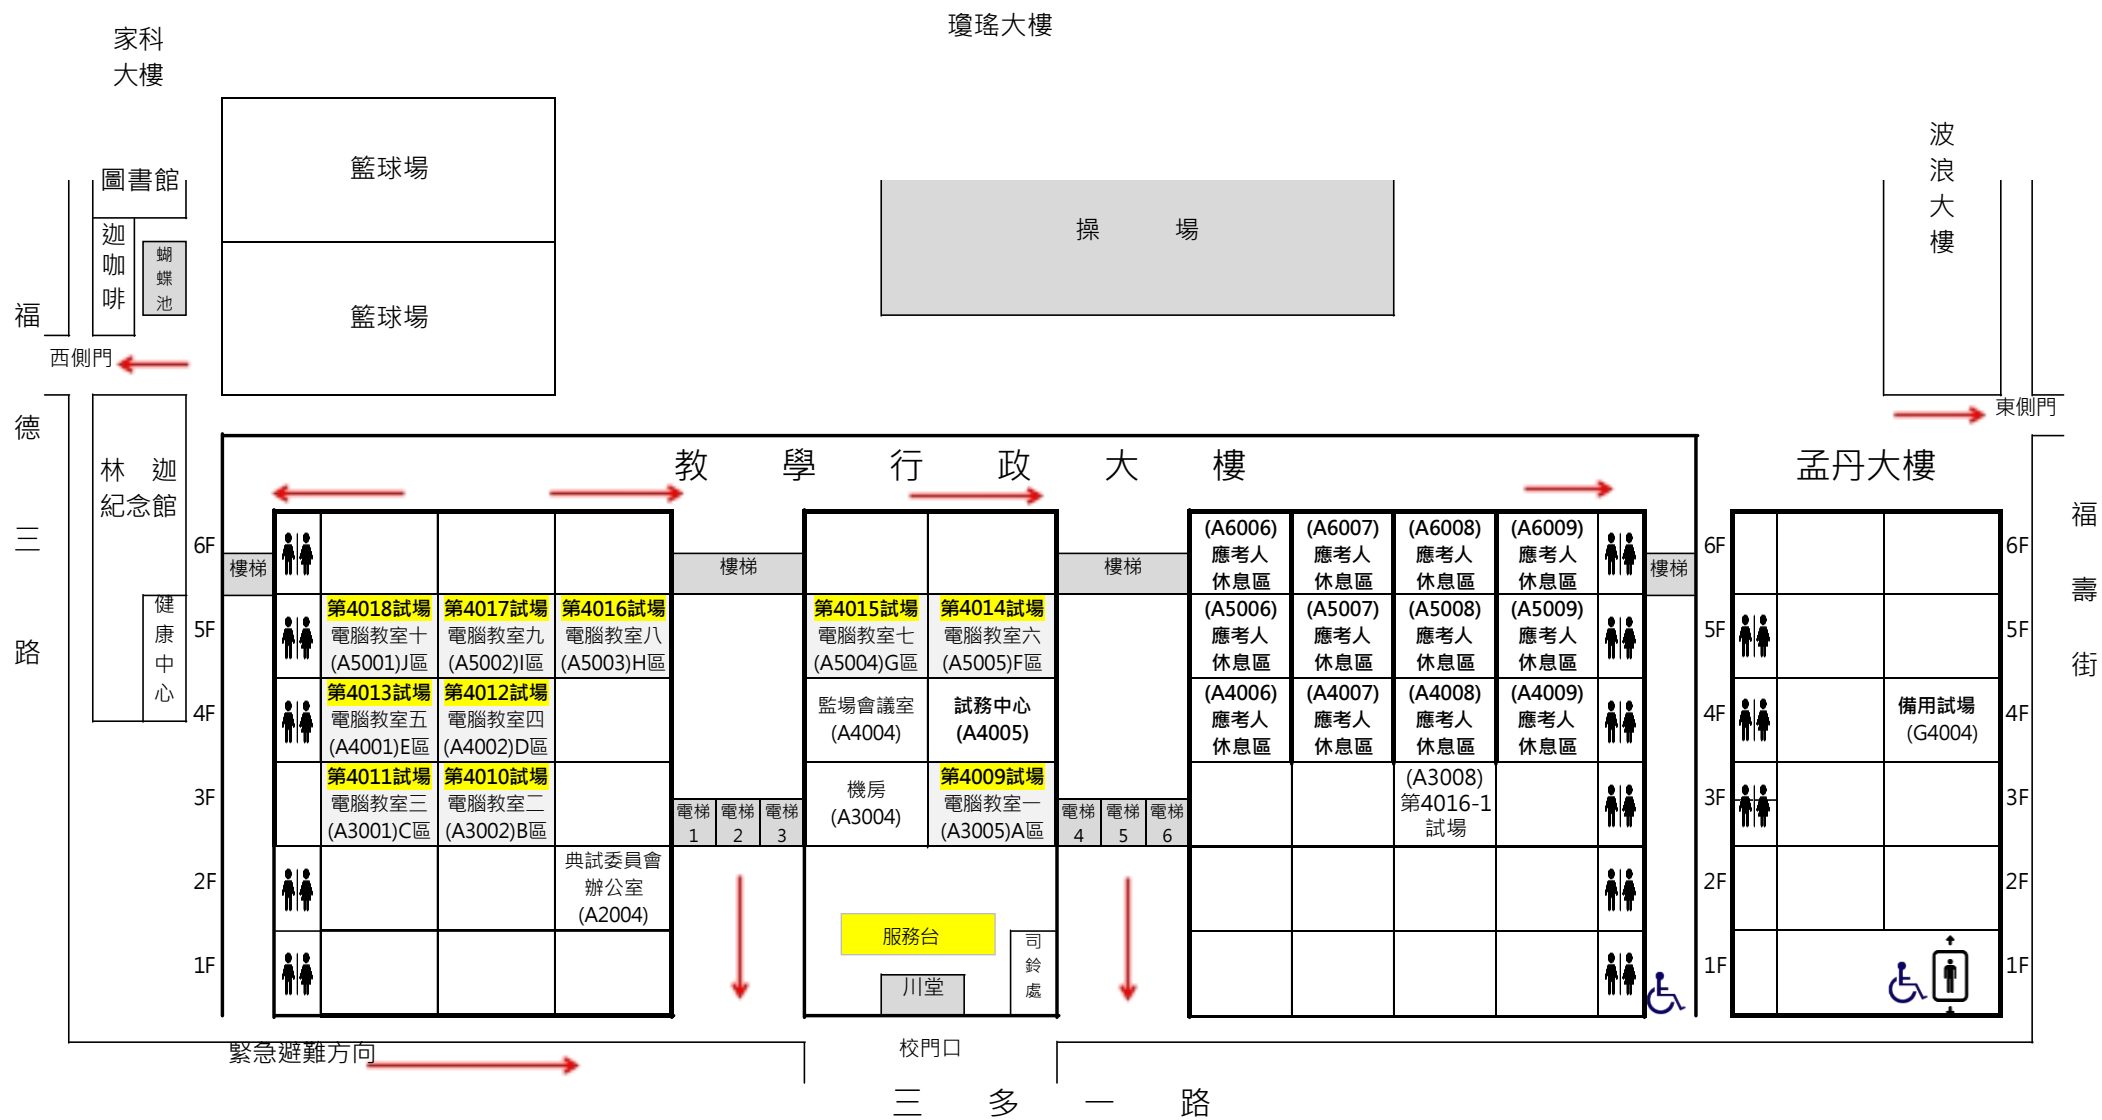 瓊瑤大樓
家科
大樓
籃球場
波
浪
大
樓
圖書館
操場
迦
咖
啡
蝴
蝶
池
籃球場
福
德
三
路
西側門
東側門
教學行政大樓
孟丹大樓
林迦
紀念館
健
康
中
心
福
壽
街
6F
樓梯
樓梯
樓梯
(A6006)
應考人
休息區
(A6007)
應考人
休息區
(A6008)
應考人
休息區
(A6009)
應考人
休息區
樓梯
6F
6F
5F
第4018試場
電腦教室十
(A5001)J區
第4017試場
電腦教室九
(A5002)I區
第4016試場
電腦教室八
(A5003)H區
第4015試場
電腦教室七
(A5004)G區
第4014試場
電腦教室六
(A5005)F區
(A5006)
應考人
休息區
(A5007)
應考人
休息區
(A5008)
應考人
休息區
(A5009)
應考人
休息區
5F
5F
4F
第4013試場
電腦教室五
(A4001)E區
第4012試場
電腦教室四
(A4002)D區
監場會議室
(A4004)
試務中心
(A4005)
(A4006)
應考人
休息區
(A4007)
應考人
休息區
(A4008)
應考人
休息區
(A4009)
應考人
休息區
4F
備用試場
(G4004)
4F
3F
第4011試場
電腦教室三
(A3001)C區
第4010試場
電腦教室二
(A3002)B區
電梯
1
電梯
2
電梯
3
機房
(A3004)
第4009試場
電腦教室一
(A3005)A區
電梯
4
電梯
5
電梯
6
(A3008)
第4016-1
試場
3F
3F
2F
典試委員會
辦公室
(A2004)
2F
2F
服務台
司
鈴
處
川堂
1F
1F
1F
緊急避難方向
校門口
三多一路